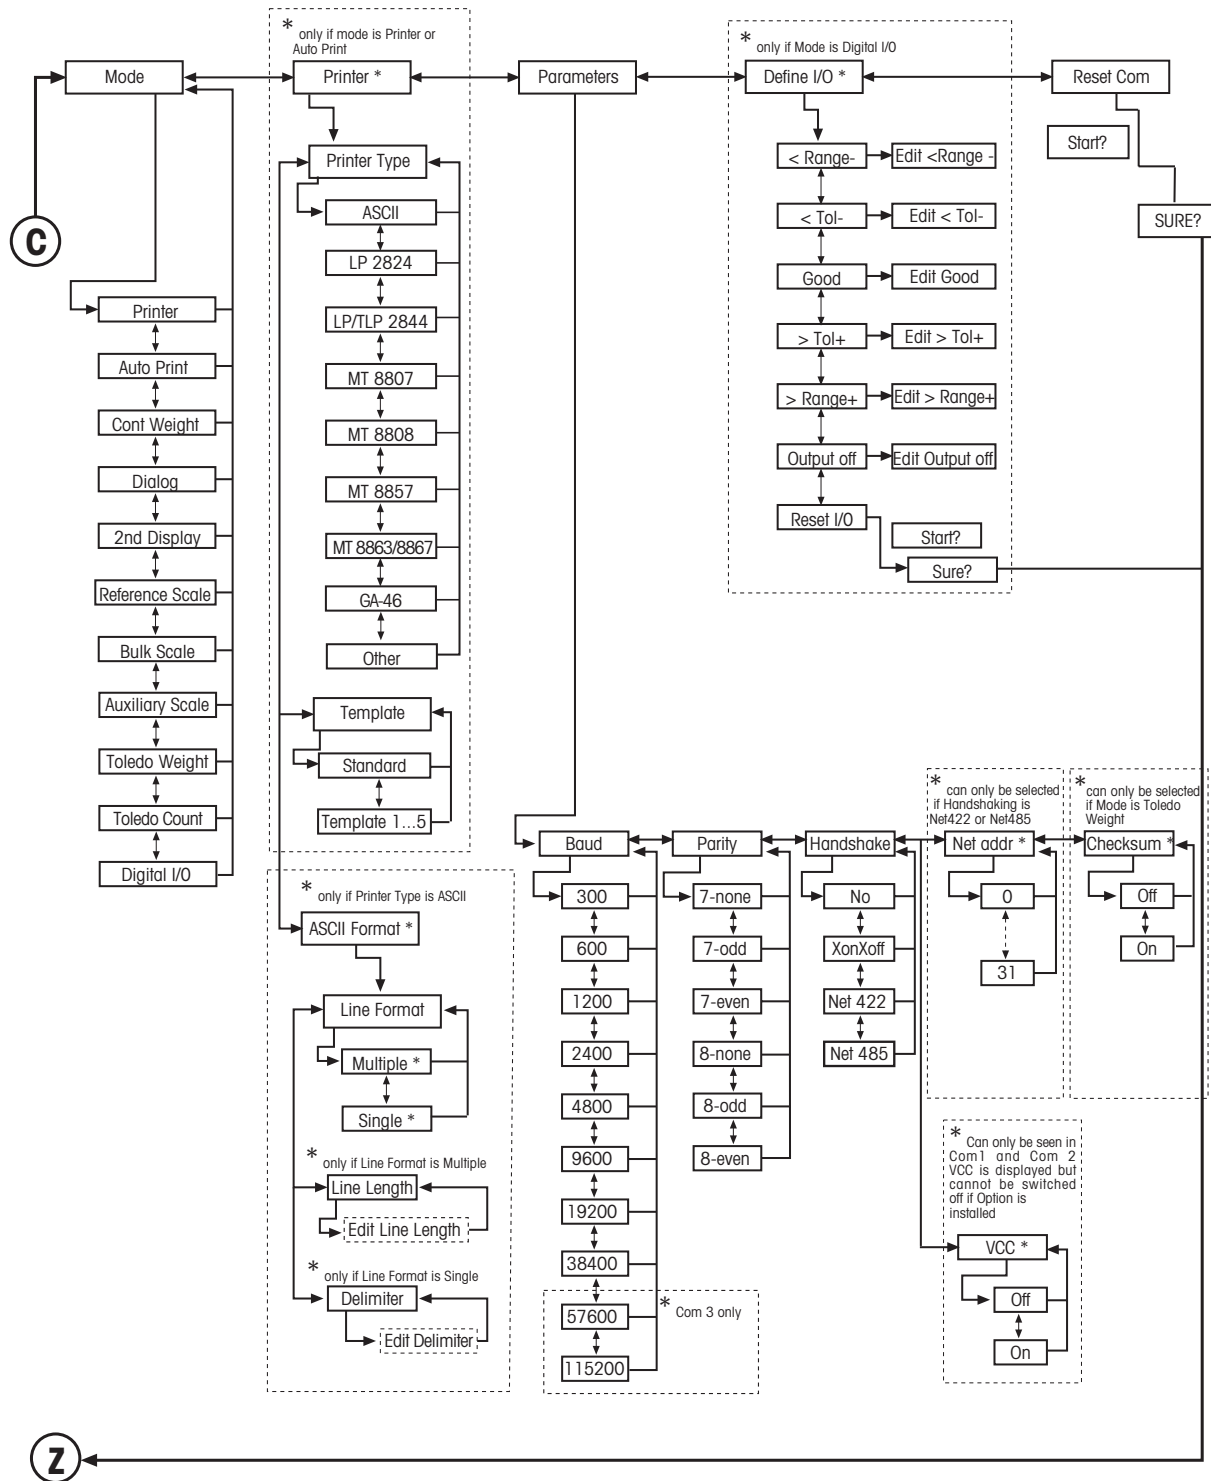 *
only if mode is Printer or
Auto Print
*
only if Mode is Digital I/O
Mode
Printer *
Parameters
Define I/O *
Reset Com
Start?
SURE?
C
Printer Type
ASCII
LP 2824
LP/TLP 2844
MT 8807
MT 8808
MT 8857
MT 8863/8867
GA-46
Other
Template
Standard
Template 1...5
< Range-
Edit <Range -
< Tol-
Edit < Tol-
Good
Edit Good
> Tol+
Edit > Tol+
> Range+
Edit > Range+
Output off
Edit Output off
Reset I/O
Start?
Sure?
Printer
Auto Print
Cont Weight
Dialog
2nd Display
Reference Scale
Bulk Scale
Auxiliary Scale
Toledo Weight
Toledo Count
Digital I/O
*
only if Printer Type is ASCII
ASCII Format *
Line Format
Multiple *
Single *
*
only if Line Format is Multiple
Line Length
Edit Line Length
*
only if Line Format is Single
Delimiter
Edit Delimiter
Baud
300
600
1200
2400
4800
9600
19200
38400
57600
115200
*
Com 3 only
Parity
7-none
7-odd
7-even
8-none
8-odd
8-even
Handshake
No
XonXoff
Net 422
Net 485
*
can only be selected
if Handshaking is
Net422 or Net485
Net addr *
0
31
*
can only be selected
if Mode is Toledo
Weight
Checksum *
Off
On
*
Can only be seen in
Com1 and Com 2
VCC is displayed but
cannot be switched
off if Option is
installed
VCC *
Off
On
Z